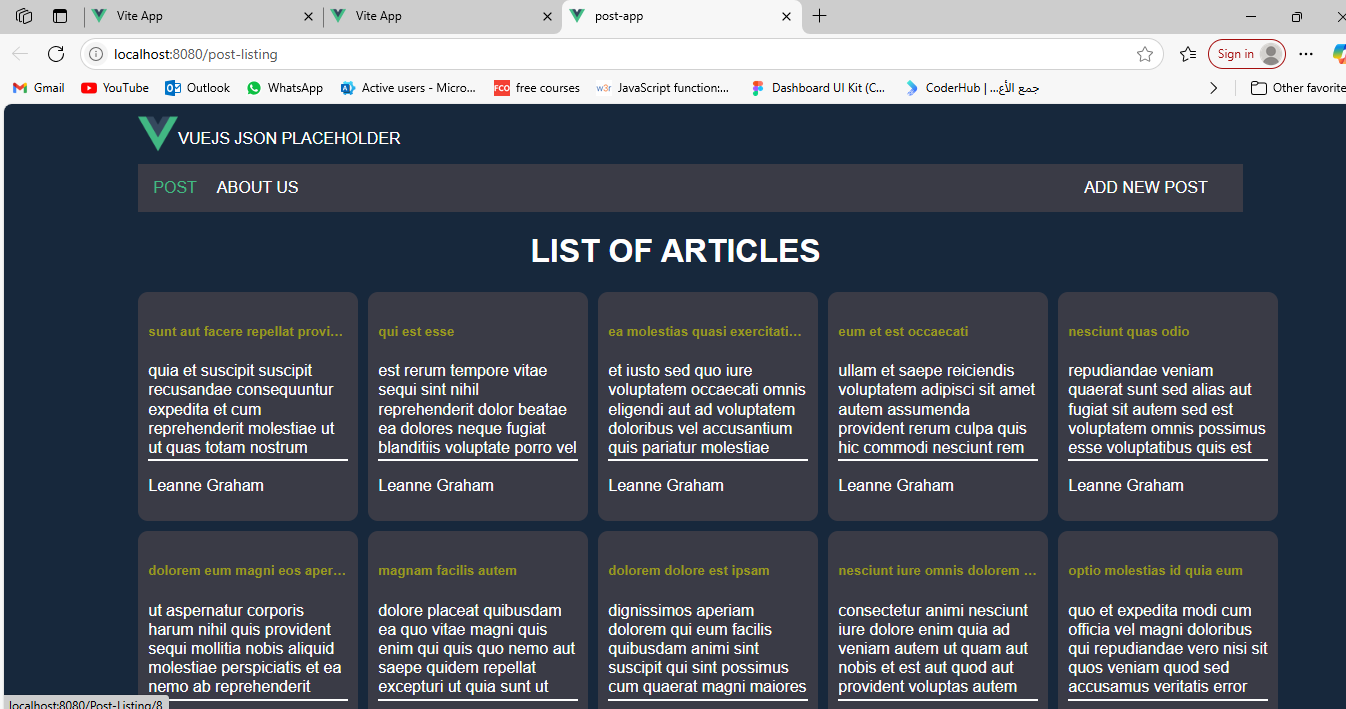 Vite App
Vite App
post-app
localhost:8080/post-listing
Sign in
Gmail
YouTube
Outlook
WhatsApp
Active users - Micro...
FCO free courses
w3r JavaScript function:...
Dashboard UI Kit (C...
CoderHub | جمع الأع...
Other favorite
VUEJS JSON PLACEHOLDER
POST ABOUT US ADD NEW POST
LIST OF ARTICLES
sunt aut facere repellat provi...
quia et suscipit suscipit
recusandae consequuntur
expedita et cum
reprehenderit molestiae ut
ut quas totam nostrum
Leanne Graham
qui est esse
est rerum tempore vitae
sequi sint nihil
reprehenderit dolor beatae
ea dolores neque fugiat
blanditiis voluptate porro vel
Leanne Graham
ea molestias quasi exercitati...
et iusto sed quo iure
voluptatem occaecati omnis
eligendi aut ad voluptatem
doloribus vel accusantium
quis pariatur molestiae
Leanne Graham
eum et est occaecati
ullam et saepe reiciendis
voluptatem adipisci sit amet
autem assumenda
provident rerum culpa quis
hic commodi nesciunt rem
Leanne Graham
nesciunt quas odio
repudiandae veniam
quaerat sunt sed alias aut
fugiat sit autem sed est
voluptatem omnis possimus
esse voluptatibus quis est
Leanne Graham
dolorem eum magni eos aper...
ut aspernatur corporis
harum nihil quis provident
sequi mollitia nobis aliquid
molestiae perspiciatis et ea
nemo ab reprehenderit
magnam facilis autem
dolore placeat quibusdam
ea quo vitae magni quis
enim qui quis quo nemo aut
saepe quidem repellat
excepturi ut quia sunt ut
dolorem dolore est ipsam
dignissimos aperiam
dolorem qui eum facilis
quibusdam animi sint
suscipit qui sint possimus
cum quaerat magni maiores
nesciunt iure omnis dolorem ...
consectetur animi nesciunt
iure dolore enim quia ad
veniam autem ut quam aut
nobis et est aut quod aut
provident voluptas autem
optio molestias id quia eum
quo et expedita modi cum
officia vel magni doloribus
qui repudiandae vero nisi sit
quos veniam quod sed
accusamus veritatis error
localhost:8080/Post-Listing/8